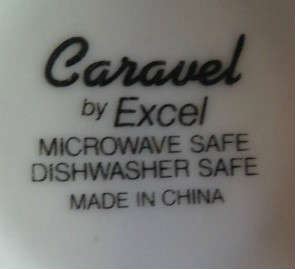 Caravel
by Excel
MICROWAVE SAFE
DISHWASHER SAFE
MADE IN CHINA